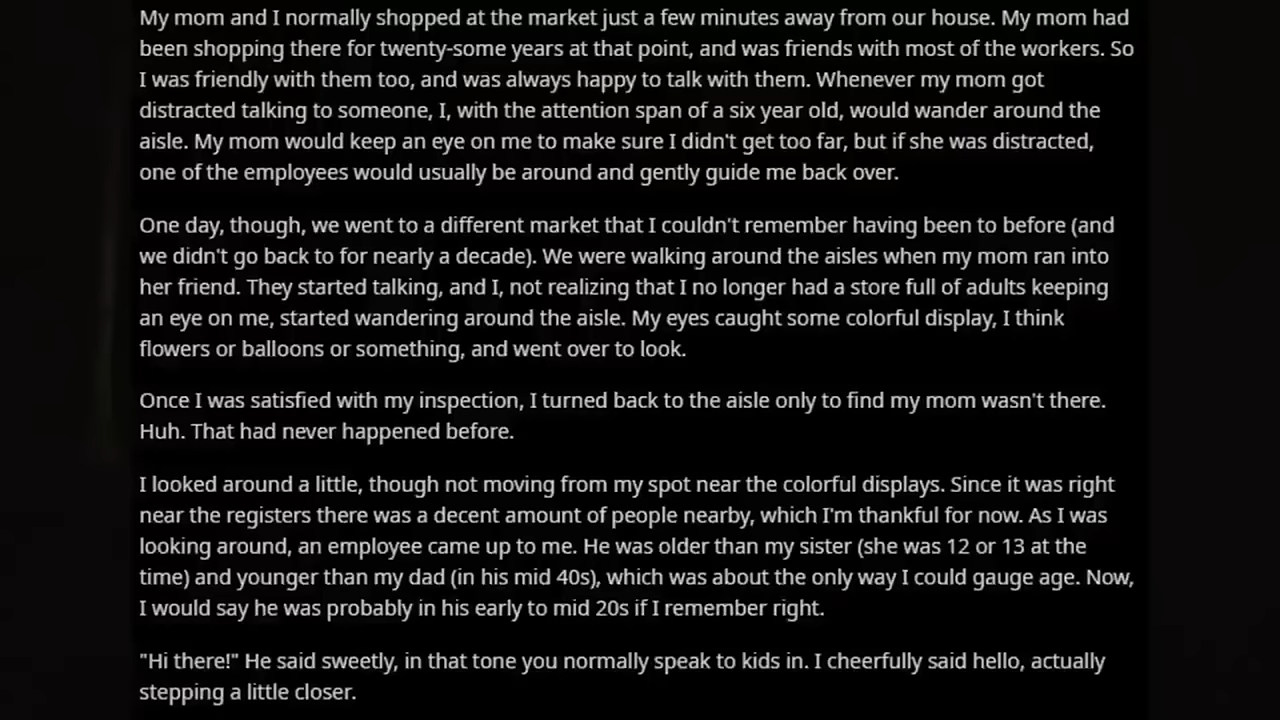 My mom and I normally shopped at the market just a few minutes away from our house. My mom had
been shopping there for twenty-some years at that point, and was friends with most of the workers. So
I was friendly with them too, and was always happy to talk with them. Whenever my mom got
distracted talking to someone, I, with the attention span of a six year old, would wander around the
aisle. My mom would keep an eye on me to make sure I didn't get too far, but if she was distracted,
one of the employees would usually be around and gently guide me back over.
One day, though, we went to a different market that I couldn't remember having been to before (and
we didn't go back to for nearly a decade). We were walking around the aisles when my mom ran into
her friend. They started talking, and I, not realizing that I no longer had a store full of adults keeping
an eye on me, started wandering around the aisle. My eyes caught some colorful display, I think
flowers or balloons or something, and went over to look.
Once I was satisfied with my inspection, I turned back to the aisle only to find my mom wasn't there.
Huh. That had never happened before.
I looked around a little, though not moving from my spot near the colorful displays. Since it was right
near the registers there was a decent amount of people nearby, which I'm thankful for now. As I was
looking around, an employee came up to me. He was older than my sister (she was 12 or 13 at the
time) and younger than my dad (in his mid 40s), which was about the only way I could gauge age. Now,
I would say he was probably in his early to mid 20s if I remember right.
"Hi there!" He said sweetly, in that tone you normally speak to kids in. I cheerfully said hello, actually
stepping a little closer.